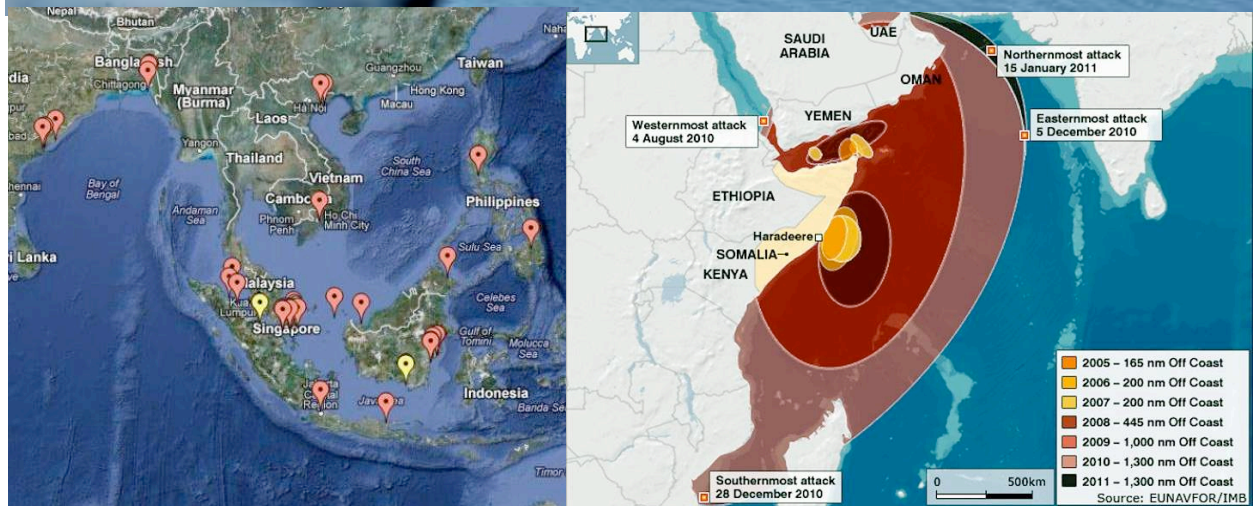 Nepal
Bhutan
Bangladesh
Chittagong
Myanmar
(Burma)
Hà Nội
Guangzhou
Macau
Hong Kong
Taiwan
Laos
Yangon
Thailand
Bay of
Bengal
South
China Sea
Vietnam
Andaman
Sea
Phnom
Penh
Ho Chi
Minh City
Philippines
Sulu Sea
ri Lanka
Malaysia
Kuala
Lumpur
Singapore
Celebes
Sea
Gulf of
Tomini
Molucca
Sea
Region
Indonesia
Banda Se
Timor
SAUDI
ARABIA
UAE
OMAN
YEMEN
Northernmost attack
15 January 2011
Easternmost attack
5 December 2010
Westernmost attack
4 August 2010
ETHIOPIA
Haradeere
SOMALIA
KENYA
Southernmost attack
28 December 2010
2005 – 165 nm Off Coast
2006 – 200 nm Off Coast
2007 – 200 nm Off Coast
2008 – 445 nm Off Coast
2009 – 1,000 nm Off Coast
2010 – 1,300 nm Off Coast
2011 – 1,300 nm Off Coast
0 500km
Source: EUNAVFOR/IMB